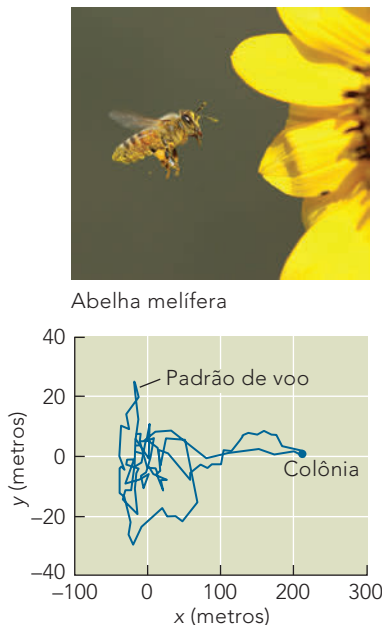 Abelha melífera
40
20
0
−20
−40
y (metros)
Padrão de voo
Colônia
−100 0 100 200 300
x (metros)